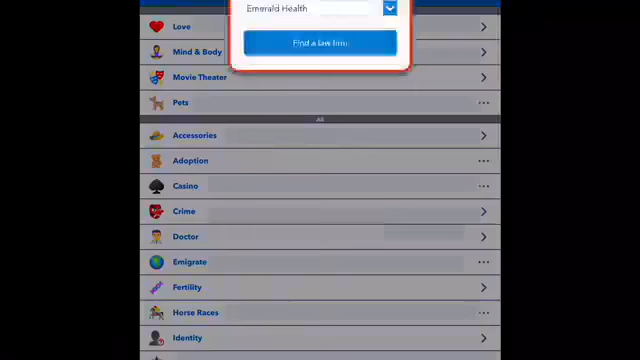 Emerald Health
Find a law firm
Love
Mind & Body
Movie Theater
Pets
All
Accessories
Adoption
Casino
Crime
Doctor
Emigrate
Fertility
Horse Races
Identity